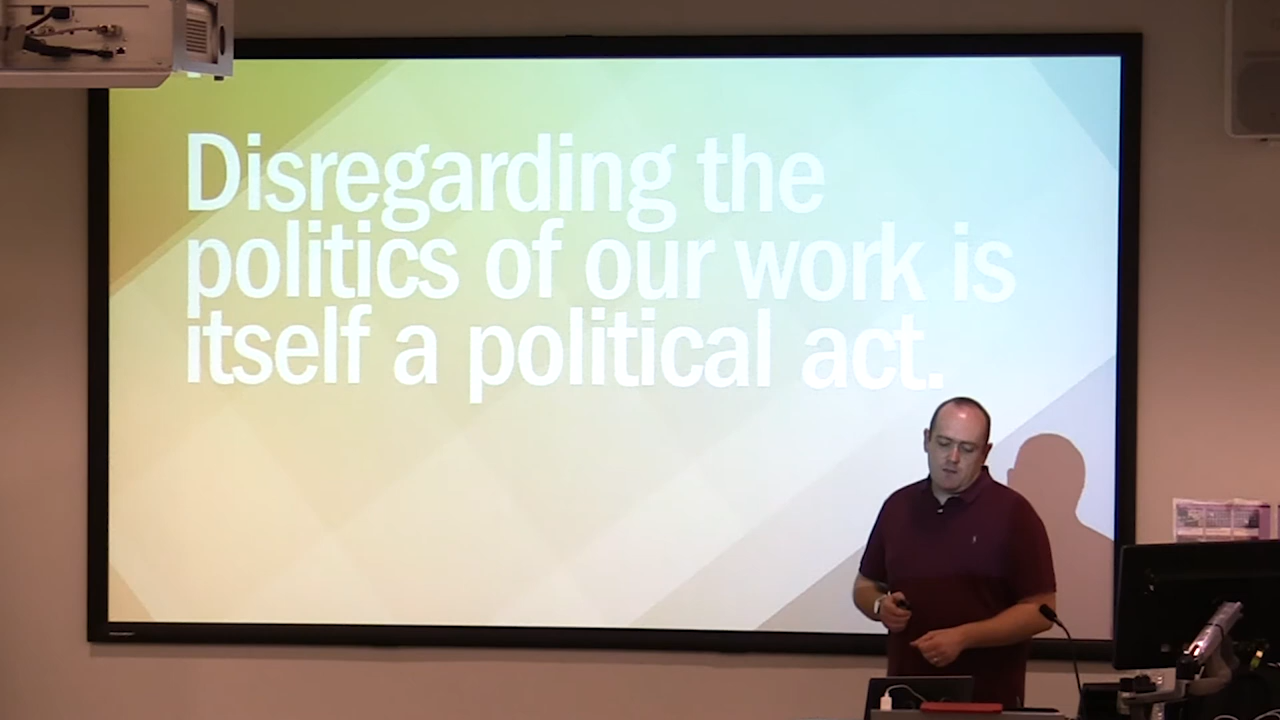 Disregarding the
politics of our work is
itself a political act.